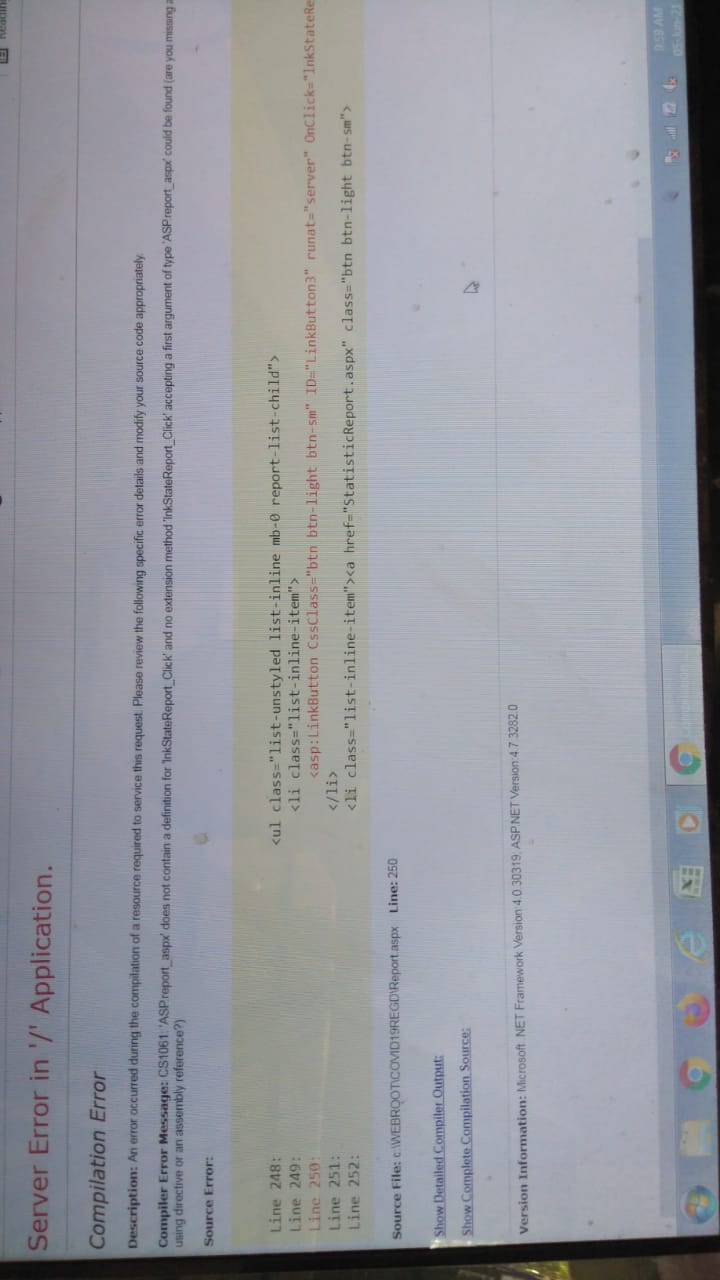 Server Error in '/' Application.
Compilation Error
Description: An error occurred during the compilation of a resource required to service this request. Please review the following specific error details and modify your source code appropriately.
Compiler Error Message: CS1061: 'ASP.report_aspx' does not contain a definition for 'lnkStateReport_Click' and no extension method 'lnkStateReport_Click' accepting a first argument of type 'ASP.report_aspx' could be found (are you missing a
using directive or an assembly reference?)
Source Error:
Line 248: <ul class="list-unstyled list-inline mb-0 report-list-child">
Line 249: <li class="list-inline-item">
Line 250: <asp:LinkButton CssClass="btn btn-light btn-sm" ID="LinkButton3" runat="server" OnClick="lnkStateRe
Line 251: </li>
Line 252: <li class="list-inline-item"><a href="StatisticReport.aspx" class="btn btn-light btn-sm">
Source File: c:\WEBROOT\COVID19REGD\Report.aspx Line: 250
Show Detailed Compiler Output:
Show Complete Compilation Source:
Version Information: Microsoft .NET Framework Version:4.0.30319; ASP.NET Version:4.7.3282.0
9:59 AM